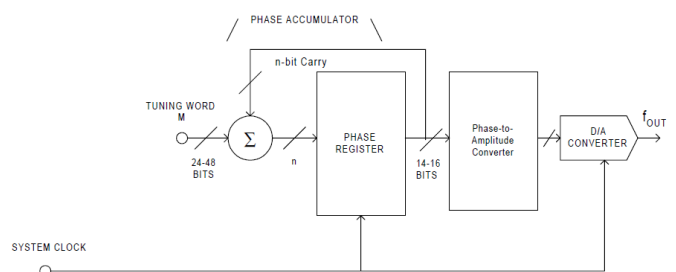 PHASE ACCUMULATOR
n-bit Carry
TUNING WORD
M
Σ
24-48
BITS
n
PHASE
REGISTER
14-16
BITS
Phase-to-
Amplitude
Converter
D/A
CONVERTER
fOUT
SYSTEM CLOCK